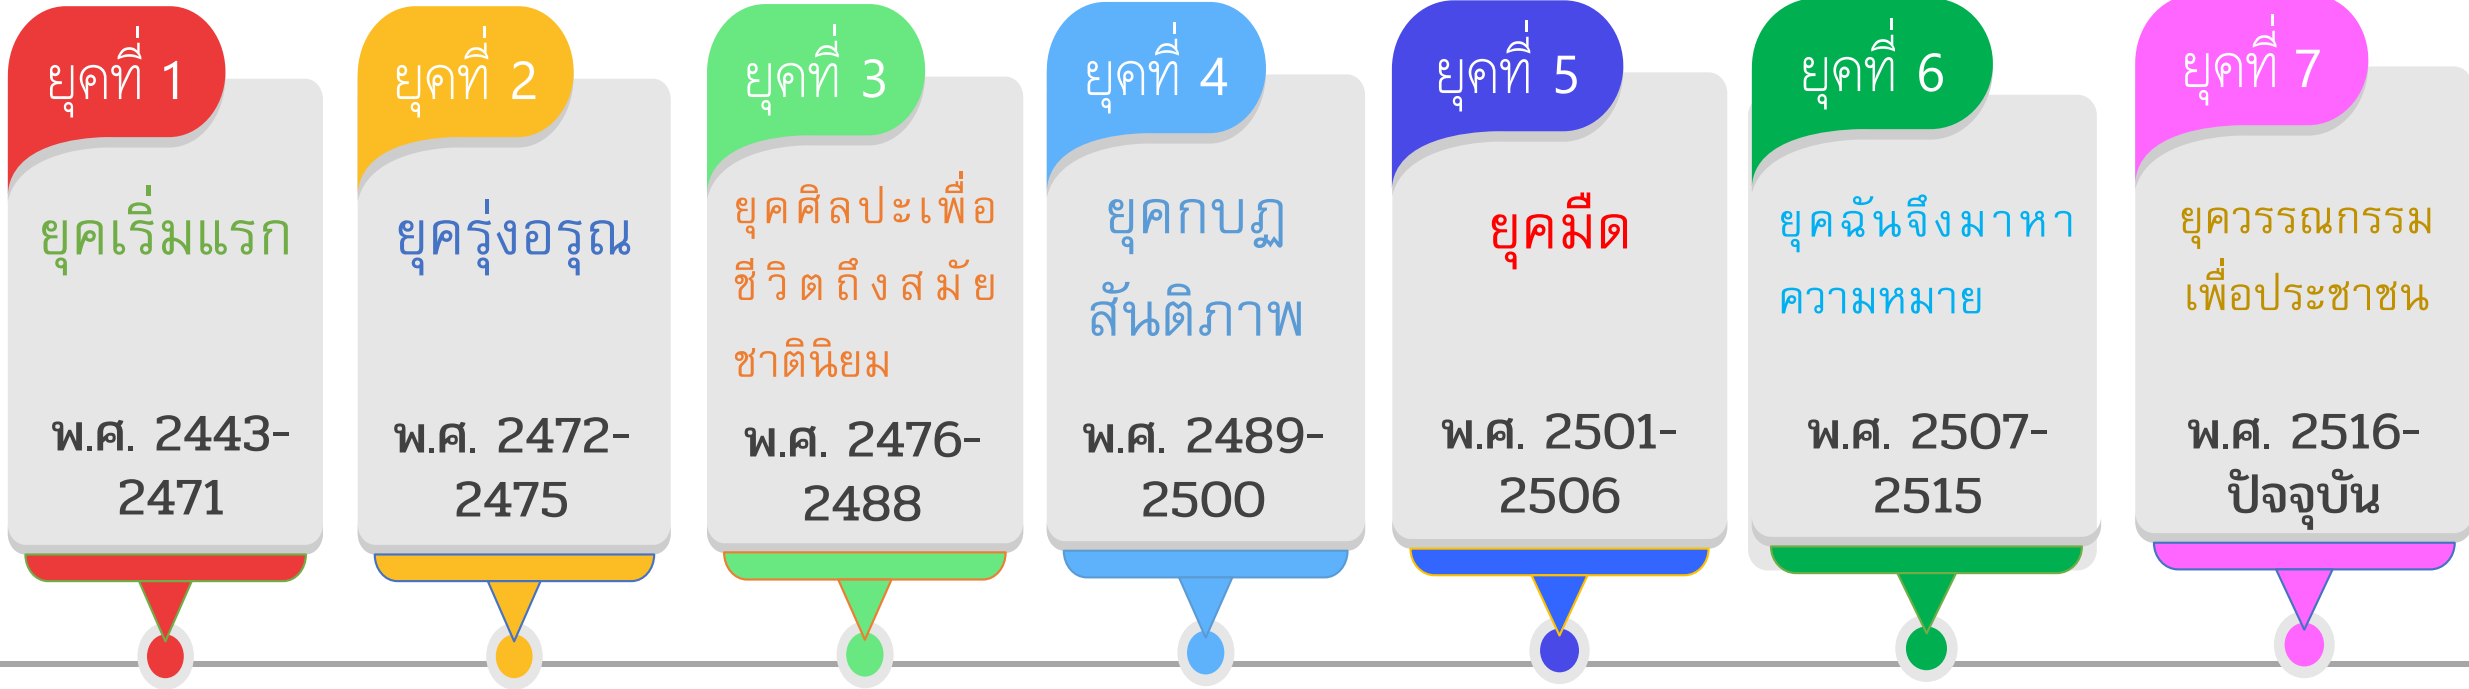 ยุคที่ 1
ยุคเริ่มแรก
พ.ศ. 2443-
2471
ยุคที่ 2
ยุครุ่งอรุณ
พ.ศ. 2472-
2475
ยุคที่ 3
ยุคศิลปะเพื่อ
ชีวิตถึงสมัย
ชาตินิยม
พ.ศ. 2476-
2488
ยุคที่ 4
ยุคกบฏ
สันติภาพ
พ.ศ. 2489-
2500
ยุคที่ 5
ยุคมืด
พ.ศ. 2501-
2506
ยุคที่ 6
ยุคฉันจึงมาหา
ความหมาย
พ.ศ. 2507-
2515
ยุคที่ 7
ยุควรรณกรรม
เพื่อประชาชน
พ.ศ. 2516-
ปัจจุบัน